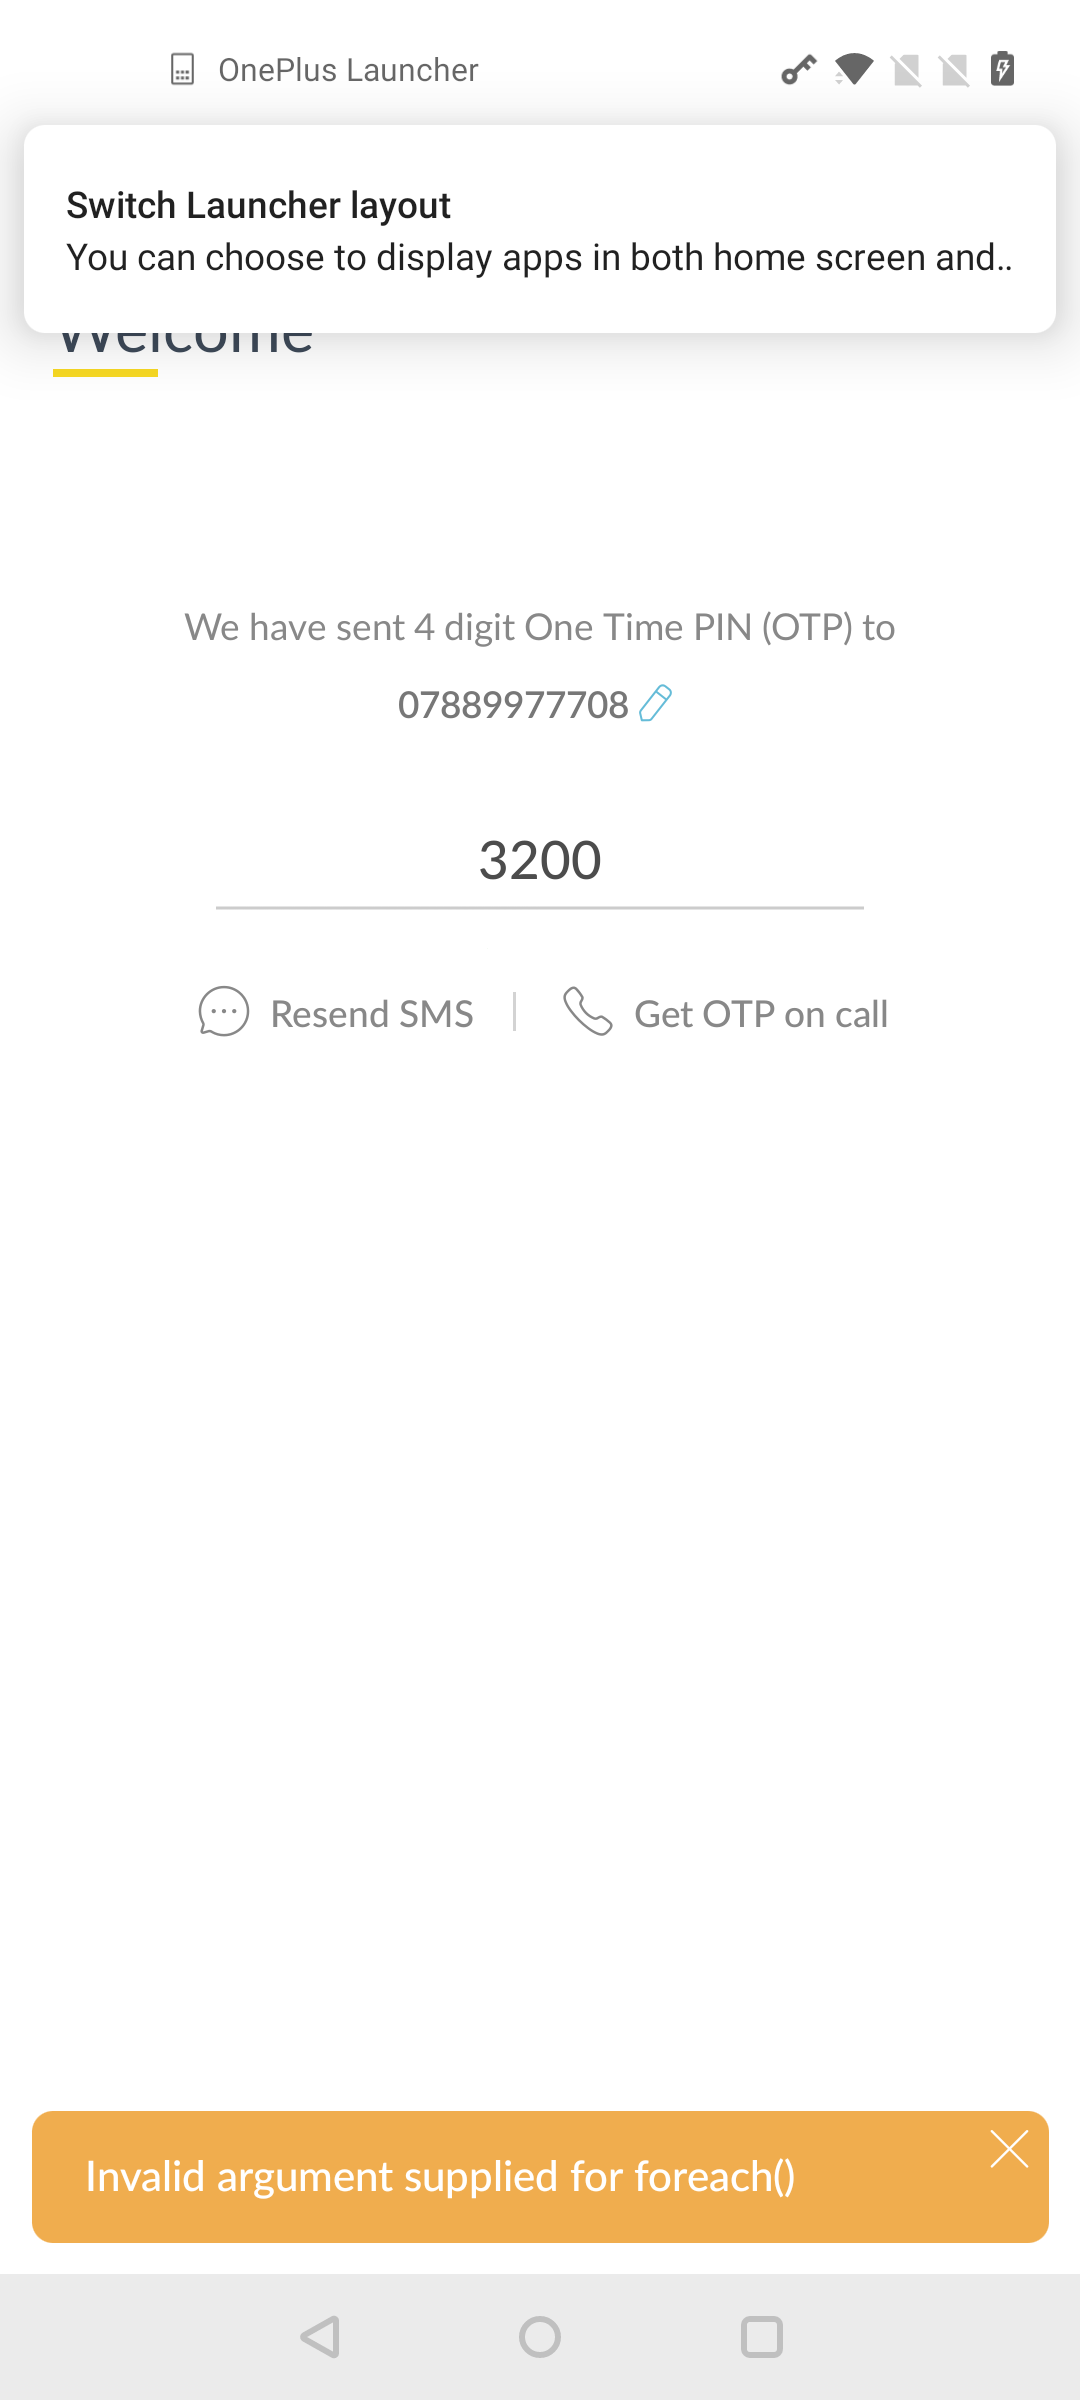 OnePlus Launcher
Switch Launcher layout
You can choose to display apps in both home screen and..
Welcome
We have sent 4 digit One Time PIN (OTP) to
07889977708
3200
Resend SMS
Get OTP on call
Invalid argument supplied for foreach()